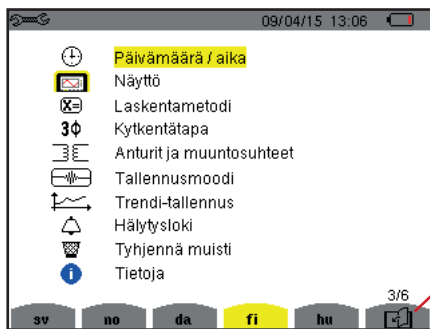 09/04/15 13:06
Päivämäärä / aika
Näyttö
X= Laskentametodi
3Φ Kytkentätapa
Anturit ja muuntosuhteet
Tallennusmoodi
Trendi-tallennus
Hälytysloki
Tyhjennä muisti
i Tietoja
3/6
sv no da fi hu